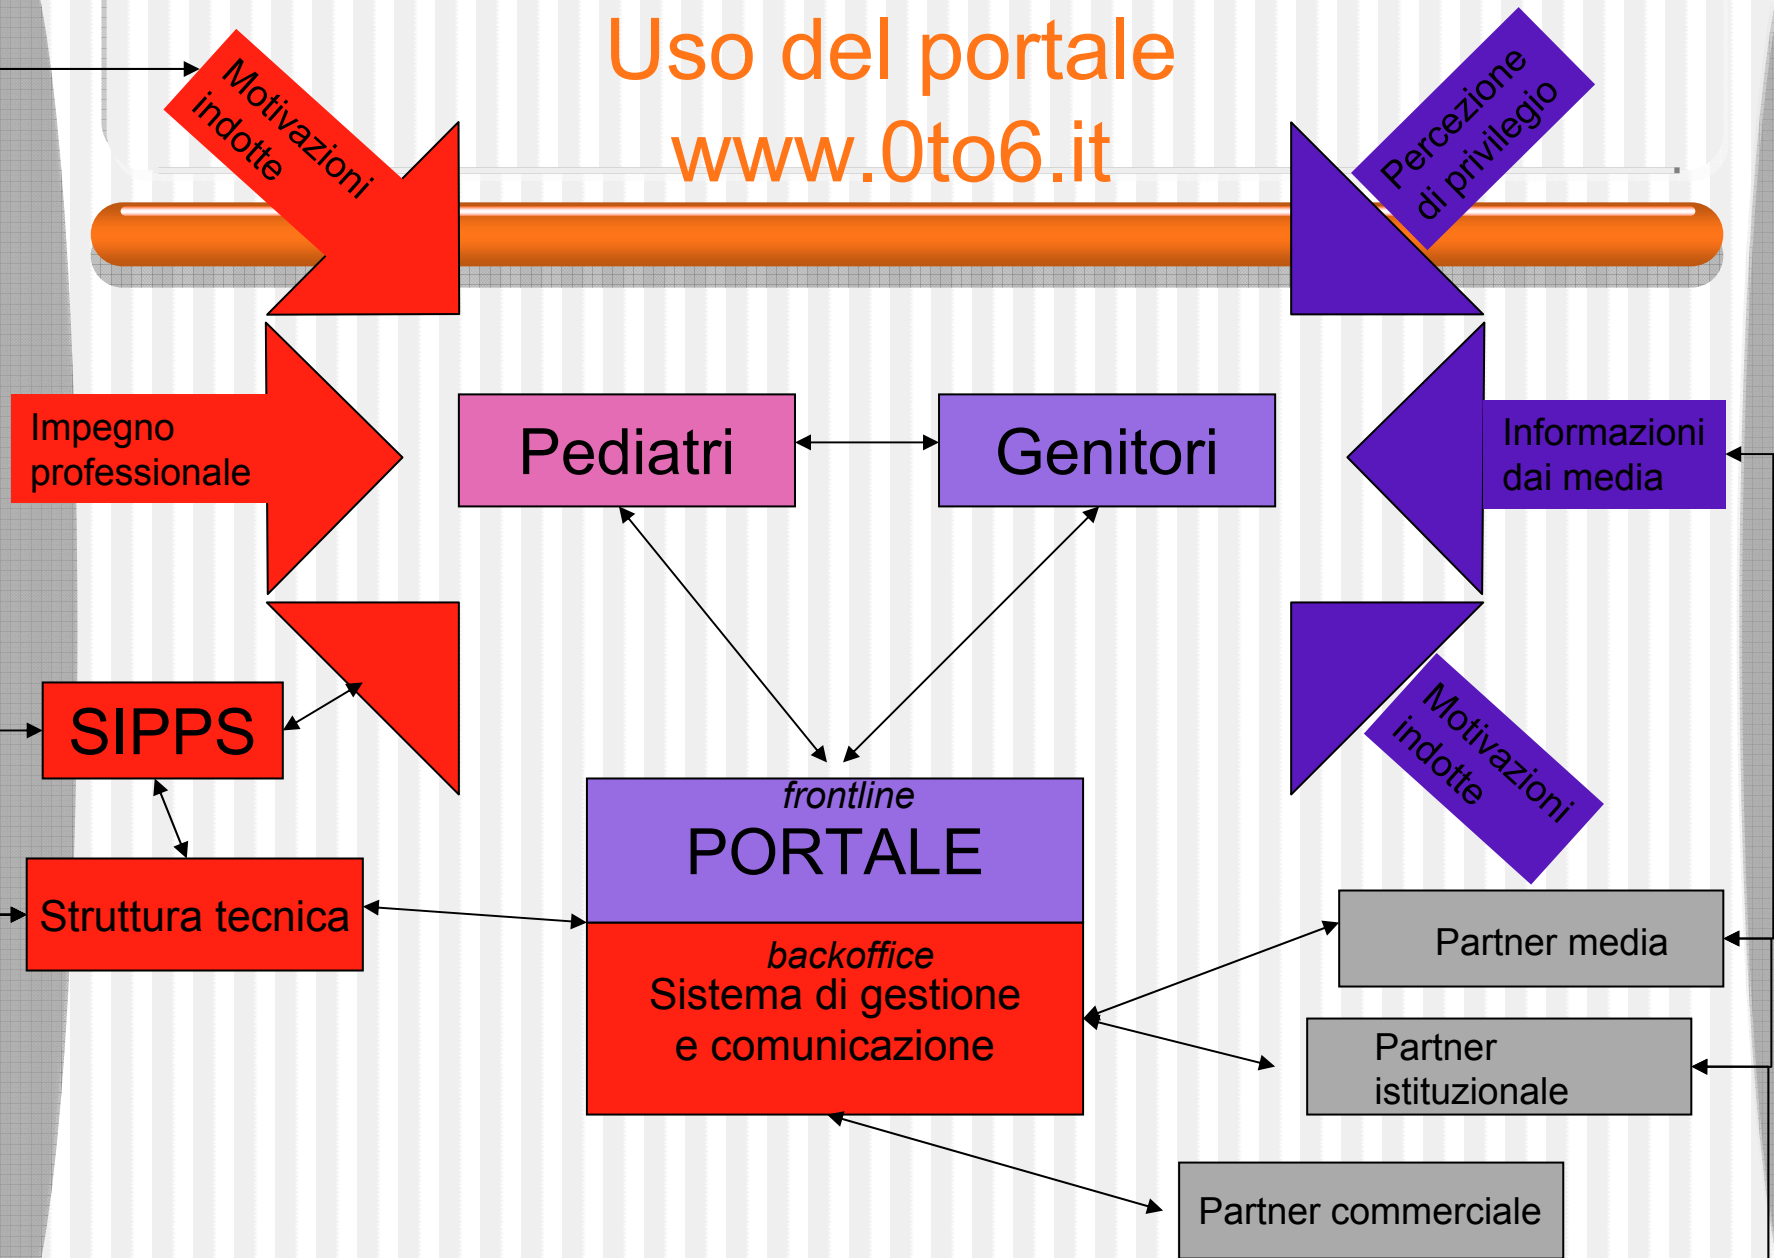 Uso del portale
www.0to6.it
Motivazioni
indotte
Percezione
di privilegio
Impegno
professionale
Pediatri
Genitori
Informazioni
dai media
SIPPS
Motivazioni
indotte
frontline
PORTALE
Struttura tecnica
backoffice
Sistema di gestione
e comunicazione
Partner media
Partner
istituzionale
Partner commerciale